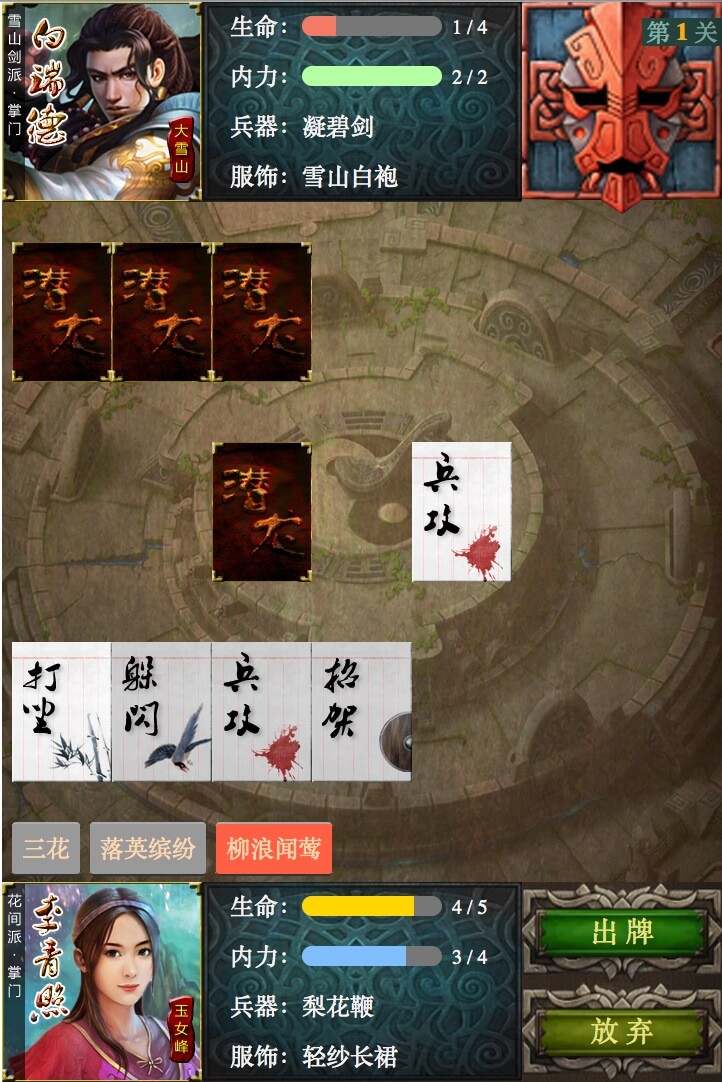 雪山剑派·掌门
白瑞德
大雪山
生命： 1/4
内力： 2/2
兵器：凝碧剑
服饰：雪山白袍
第1关
潜龙
潜龙
潜龙
潜龙
兵攻
打坐
躲闪
兵攻
招架
三花
落英缤纷
柳浪闻莺
花间派·掌门
李青照
玉女峰
生命： 4/5
内力： 3/4
兵器：梨花鞭
服饰：轻纱长裙
出牌
放弃